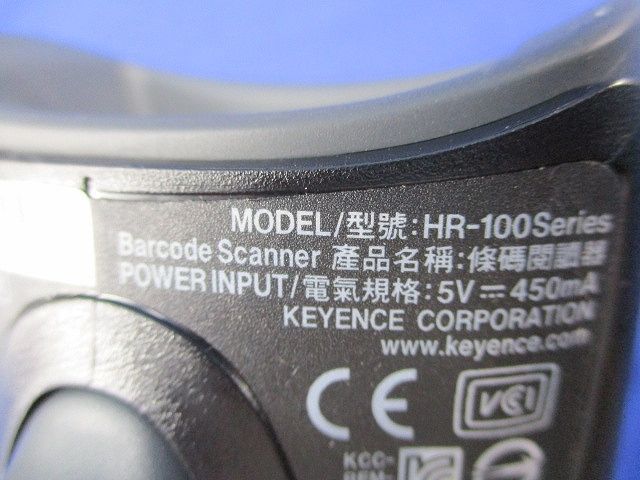 MODEL/型號:HR-100Series
Barcode Scanner 產品名稱:條碼閱讀器
POWER INPUT/電氣規格:5V⎓450mA
KEYENCE CORPORATION
www.keyence.com
CE VCI
KCC-